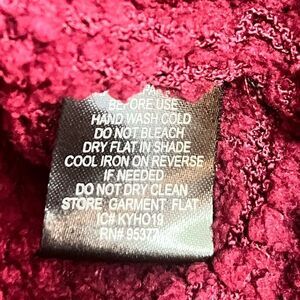 BEFORE USE
HAND WASH COLD
DO NOT BLEACH
DRY FLAT IN SHADE
COOL IRON ON REVERSE
IF NEEDED
DO NOT DRY CLEAN
STORE GARMENT FLAT
IC# KYHO19
RN# 95377